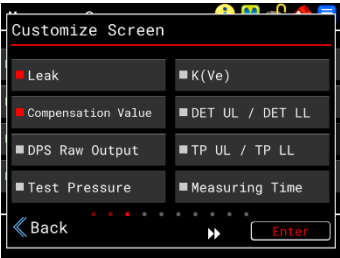 Customize Screen
Leak
K(Ve)
Compensation Value
DET UL / DET LL
DPS Raw Output
TP UL / TP LL
Test Pressure
Measuring Time
Back
Enter